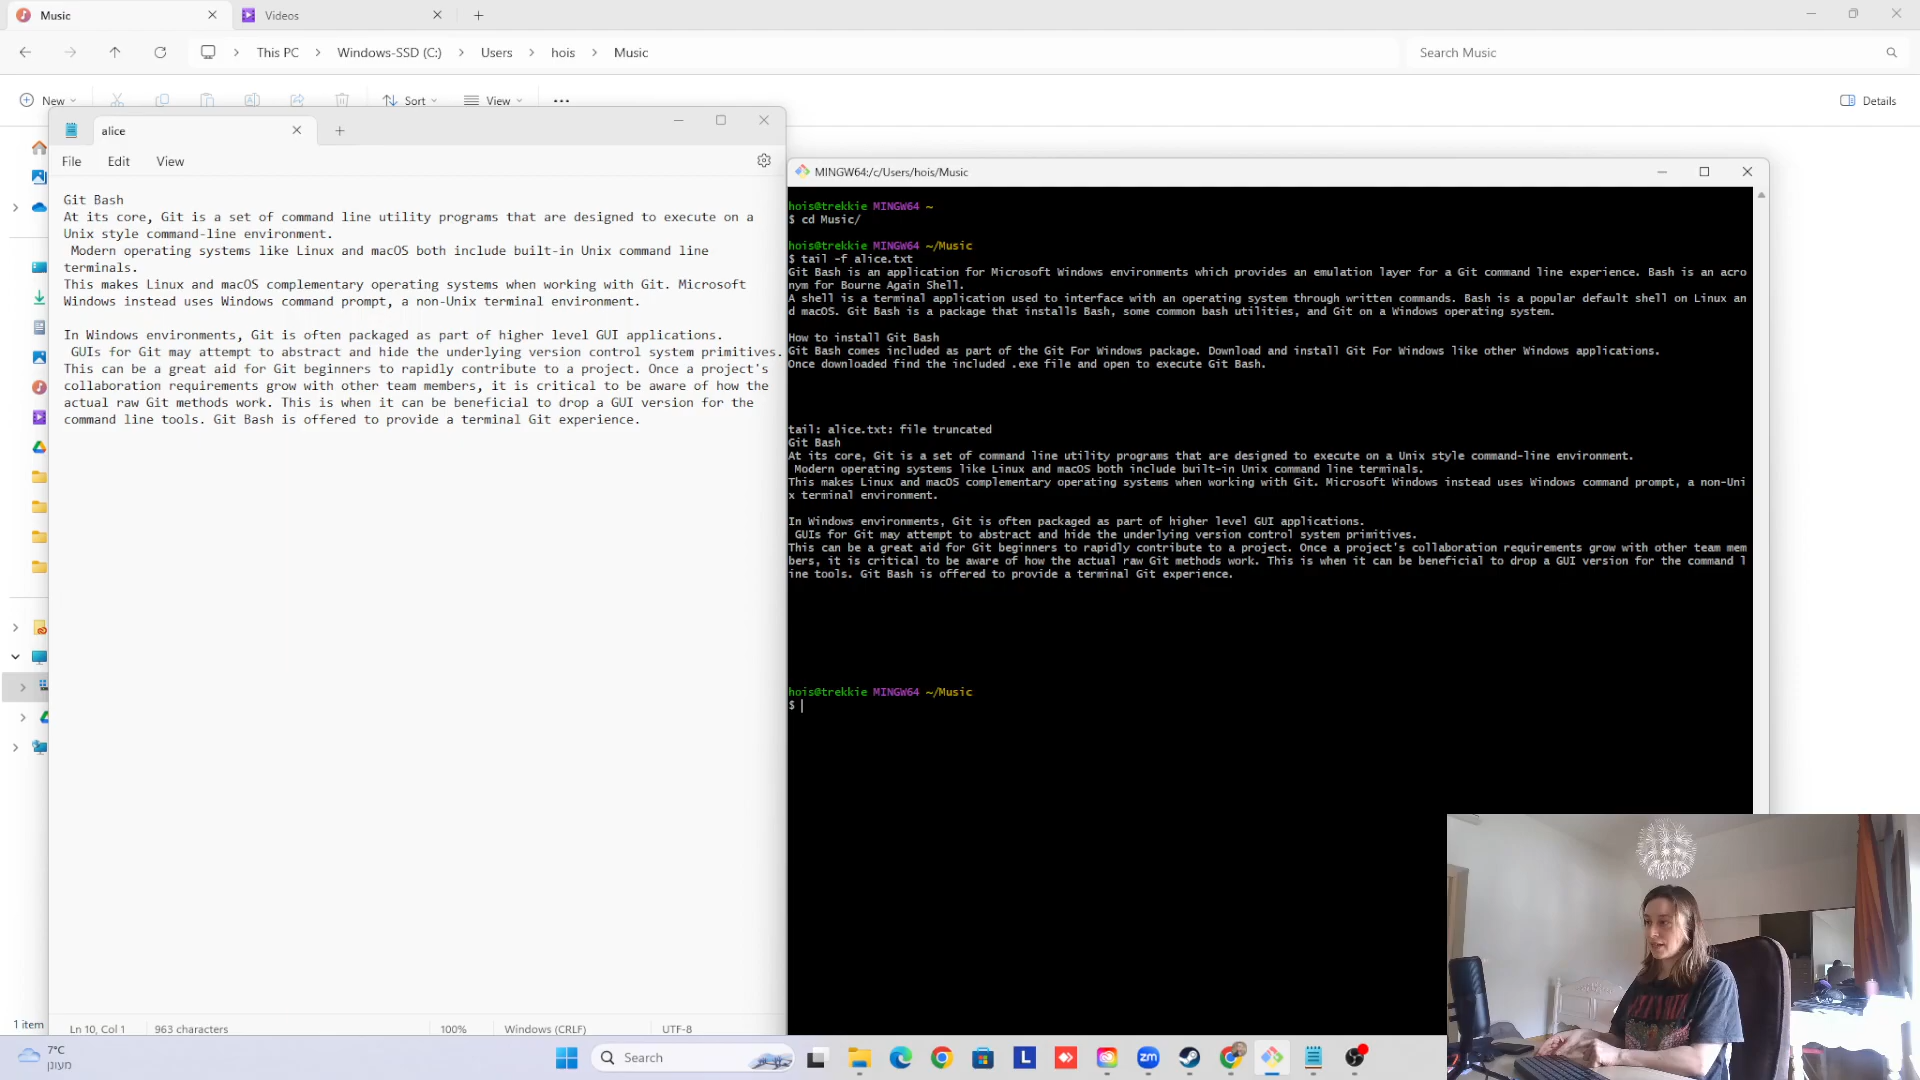 Music
Videos
This PC
Windows-SSD (C:)
Users
hois
Music
Search Music
New
Sort
View
Details
alice
File
Edit
View
Git Bash
At its core, Git is a set of command line utility programs that are designed to execute on a
Unix style command-line environment.
Modern operating systems like Linux and macOS both include built-in Unix command line
terminals.
This makes Linux and macOS complementary operating systems when working with Git. Microsoft
Windows instead uses Windows command prompt, a non-Unix terminal environment.
In Windows environments, Git is often packaged as part of higher level GUI applications.
GUIs for Git may attempt to abstract and hide the underlying version control system primitives.
This can be a great aid for Git beginners to rapidly contribute to a project. Once a project's
collaboration requirements grow with other team members, it is critical to be aware of how the
actual raw Git methods work. This is when it can be beneficial to drop a GUI version for the
command line tools. Git Bash is offered to provide a terminal Git experience.
Ln 10, Col 1
963 characters
100%
Windows (CRLF)
UTF-8
1 item
MINGW64:/c/Users/hois/Music
hois@trekkie MINGW64 ~
$ cd Music/
hois@trekkie MINGW64 ~/Music
$ tail -f alice.txt
Git Bash is an application for Microsoft Windows environments which provides an emulation layer for a Git command line experience. Bash is an acro
nym for Bourne Again Shell.
A shell is a terminal application used to interface with an operating system through written commands. Bash is a popular default shell on Linux an
d macOS. Git Bash is a package that installs Bash, some common bash utilities, and Git on a Windows operating system.
How to install Git Bash
Git Bash comes included as part of the Git For Windows package. Download and install Git For Windows like other Windows applications.
Once downloaded find the included .exe file and open to execute Git Bash.
tail: alice.txt: file truncated
Git Bash
At its core, Git is a set of command line utility programs that are designed to execute on a Unix style command-line environment.
Modern operating systems like Linux and macOS both include built-in Unix command line terminals.
This makes Linux and macOS complementary operating systems when working with Git. Microsoft Windows instead uses Windows command prompt, a non-Uni
x terminal environment.
In Windows environments, Git is often packaged as part of higher level GUI applications.
GUIs for Git may attempt to abstract and hide the underlying version control system primitives.
This can be a great aid for Git beginners to rapidly contribute to a project. Once a project's collaboration requirements grow with other team mem
bers, it is critical to be aware of how the actual raw Git methods work. This is when it can be beneficial to drop a GUI version for the command l
ine tools. Git Bash is offered to provide a terminal Git experience.
hois@trekkie MINGW64 ~/Music
$
7°C
מעונן
Search
L
zm